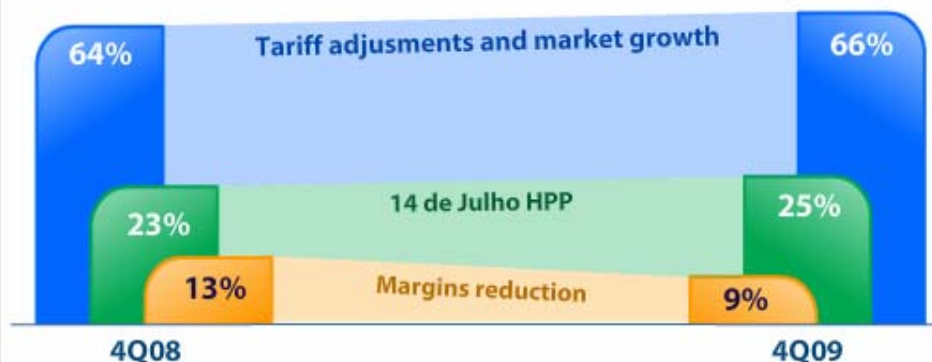 64%
Tariff adjusments and market growth
66%
23%
14 de Julho HPP
25%
13%
Margins reduction
9%
4Q08
4Q09